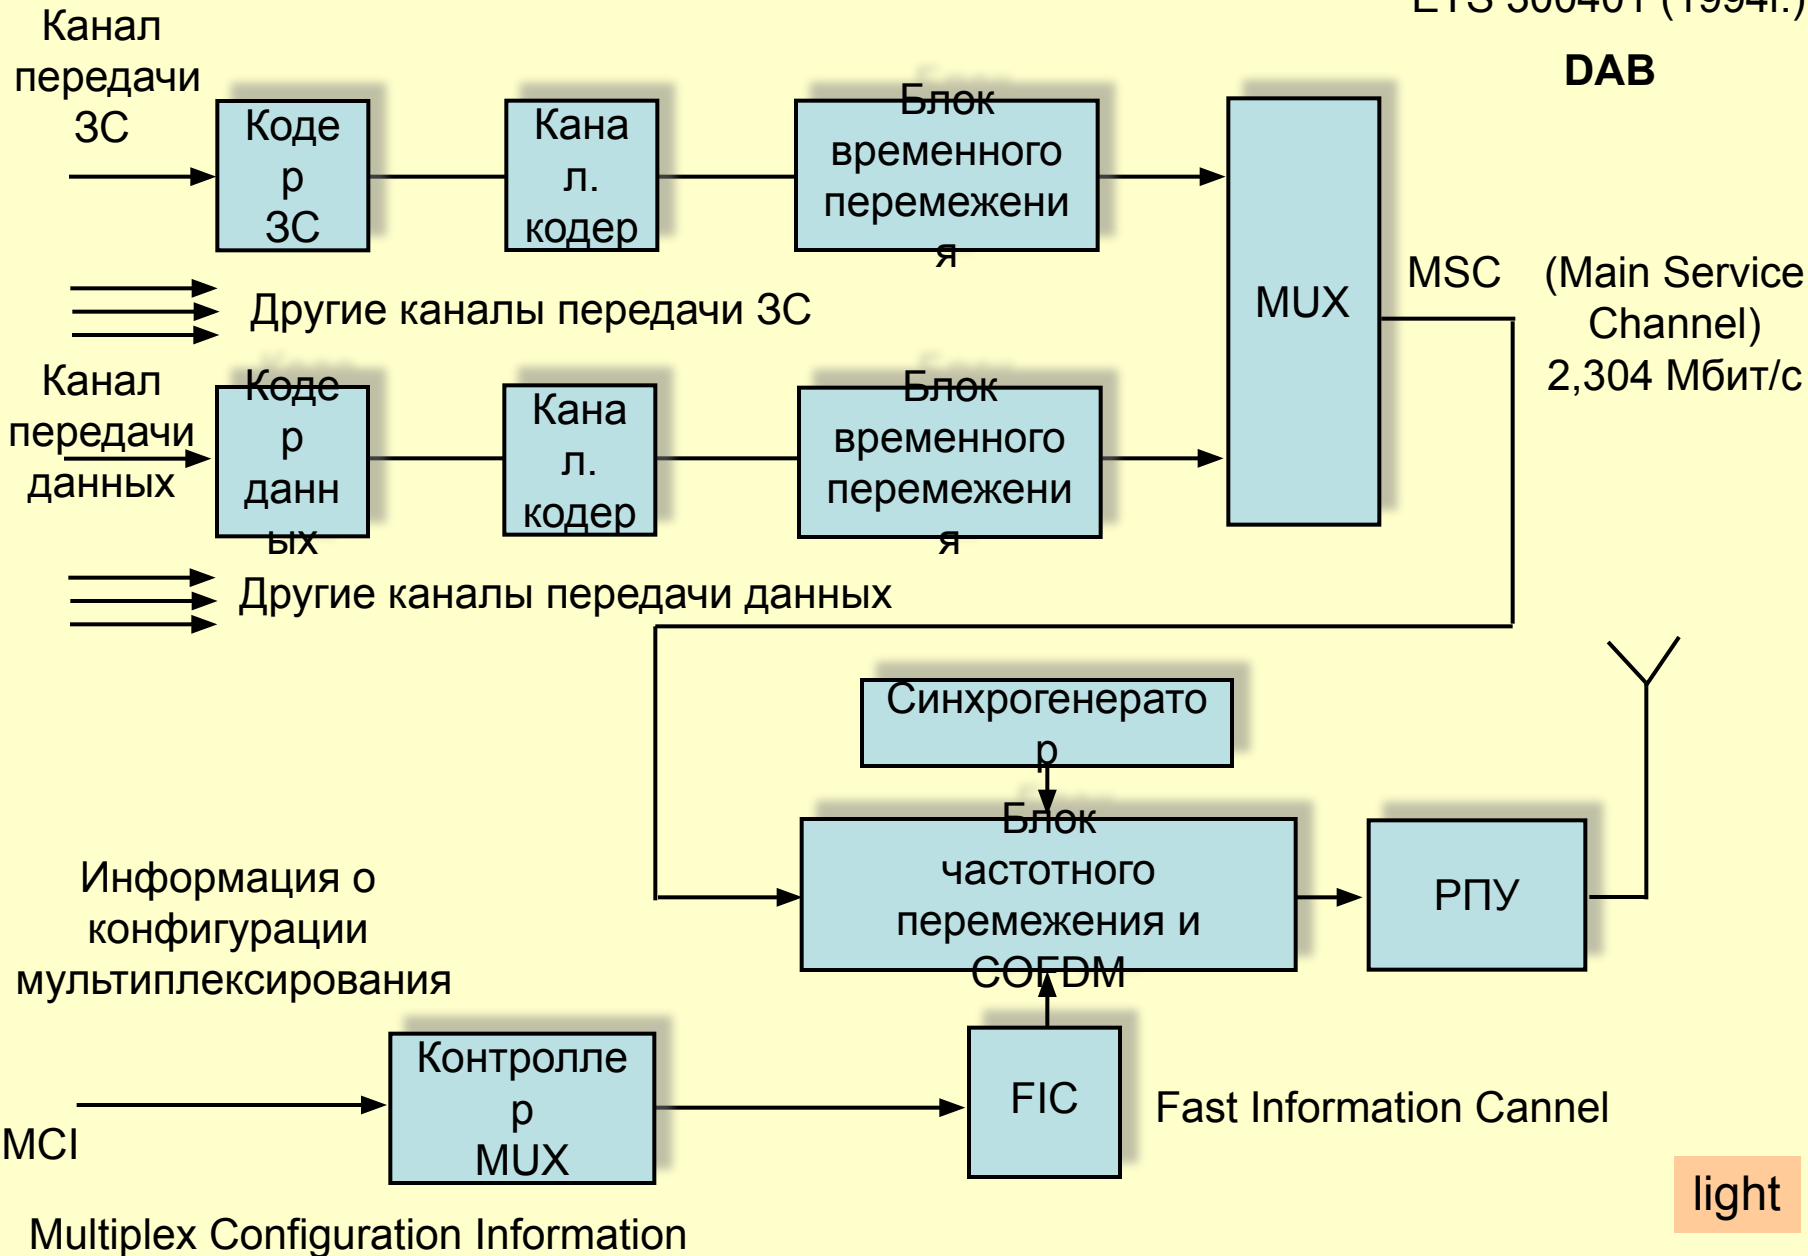 ETS 300401 (1994г.)
DAB
Канал
передачи
ЗС
Коде
р
ЗС
Кана
л.
кодер
Блок
временного
перемежени
я
MUX
MSC
(Main Service
Channel)
2,304 Мбит/с
Другие каналы передачи ЗС
Канал
передачи
данных
Коде
р
данн
ых
Кана
л.
кодер
Блок
временного
перемежени
я
Другие каналы передачи данных
Синхрогенерато
р
Блок
частотного
перемежения и
COFDM
РПУ
Информация о
конфигурации
мультиплексирования
MCI
Контролле
р
MUX
FIC
Fast Information Cannel
light
Multiplex Configuration Information